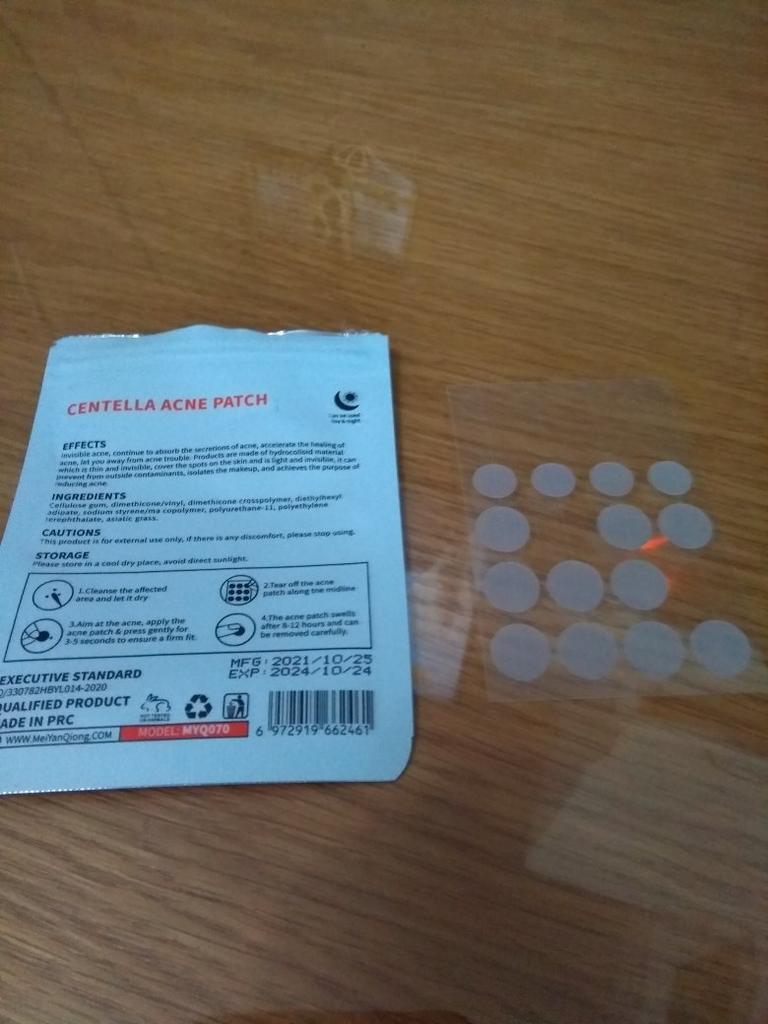 CENTELLA ACNE PATCH
Can be used
Day & night
EFFECTS
Invisible acne, continue to absorb the secretions of acne, accelerate the healing of
acne, let you away from acne trouble. Products are made of hydrocolloid material
which is thin and invisible, cover the spots on the skin and is light and invisible, it can
prevent from outside contaminants, isolates the makeup, and achieves the purpose of
reducing acne.
INGREDIENTS
Cellulose gum, dimethicone/vinyl, dimethicone crosspolymer, diethylhexyl
adipate, sodium styrene/ma copolymer, polyurethane-11, polyethylene
terephthalate, asiatic grass.
CAUTIONS
This product is for external use only, if there is any discomfort, please stop using.
STORAGE
Please store in a cool dry place, avoid direct sunlight.
1.Cleanse the affected
area and let it dry
2.Tear off the acne
patch along the midline
3.Aim at the acne, apply the
acne patch & press gently for
3-5 seconds to ensure a firm fit.
4.The acne patch swells
after 8-12 hours and can
be removed carefully.
MFG: 2021/10/25
EXP: 2024/10/24
EXECUTIVE STANDARD
Q/330782HBYL014-2020
QUALIFIED PRODUCT
MADE IN PRC
NOT TESTED
ON ANIMALS
WWW.MeiYanQiong.COM
MODEL: MYQ070
6 972919 662461